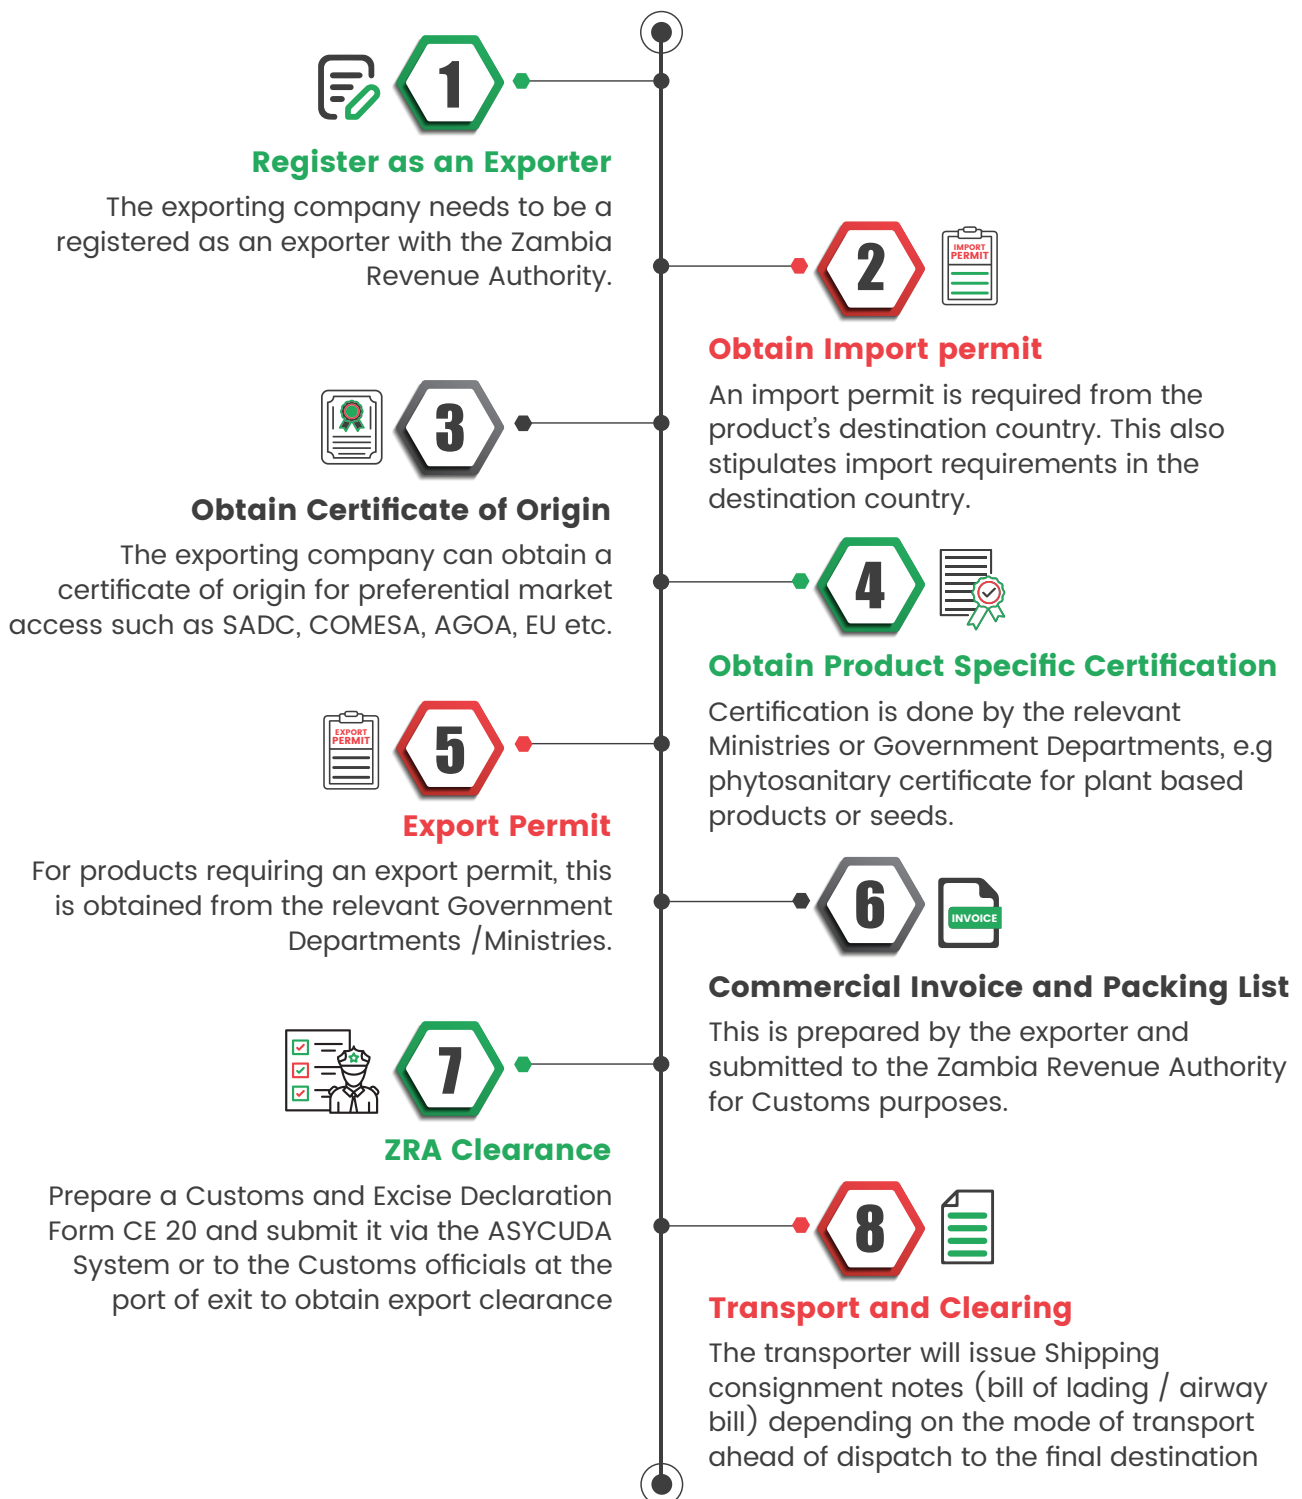 1
Register as an Exporter
The exporting company needs to be a
registered as an exporter with the Zambia
Revenue Authority.
2
IMPORT
PERMIT
Obtain Import permit
An import permit is required from the
product’s destination country. This also
stipulates import requirements in the
destination country.
3
Obtain Certificate of Origin
The exporting company can obtain a
certificate of origin for preferential market
access such as SADC, COMESA, AGOA, EU etc.
4
Obtain Product Specific Certification
Certification is done by the relevant
Ministries or Government Departments, e.g
phytosanitary certificate for plant based
products or seeds.
EXPORT
PERMIT
5
Export Permit
For products requiring an export permit, this
is obtained from the relevant Government
Departments /Ministries.
6
INVOICE
Commercial Invoice and Packing List
This is prepared by the exporter and
submitted to the Zambia Revenue Authority
for Customs purposes.
7
ZRA Clearance
Prepare a Customs and Excise Declaration
Form CE 20 and submit it via the ASYCUDA
System or to the Customs officials at the
port of exit to obtain export clearance
8
Transport and Clearing
The transporter will issue Shipping
consignment notes (bill of lading / airway
bill) depending on the mode of transport
ahead of dispatch to the final destination